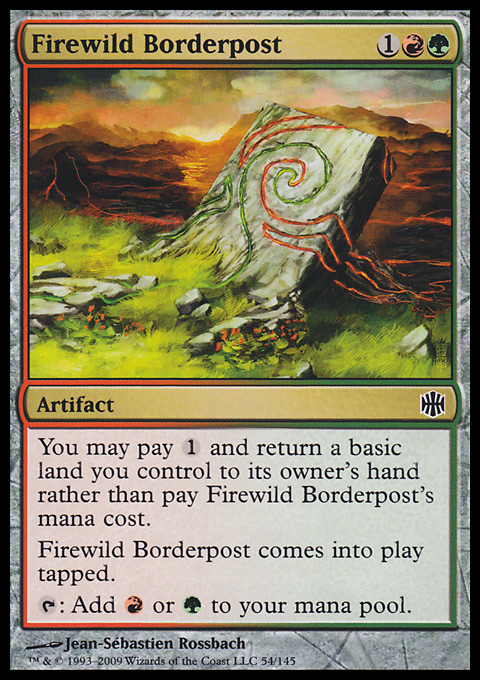 Firewild Borderpost 1
Artifact
You may pay 1 and return a basic
land you control to its owner's hand
rather than pay Firewild Borderpost's
mana cost.
Firewild Borderpost comes into play
tapped.
: Add or to your mana pool.
Jean-Sébastien Rossbach
™ & © 1993–2009 Wizards of the Coast LLC 54/145